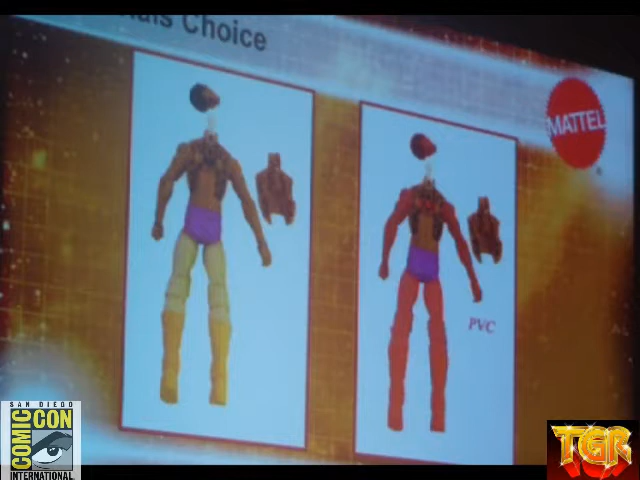 Choice
MATTEL
PVC
SAN DIEGO
COMIC CON
INTERNATIONAL
TGR